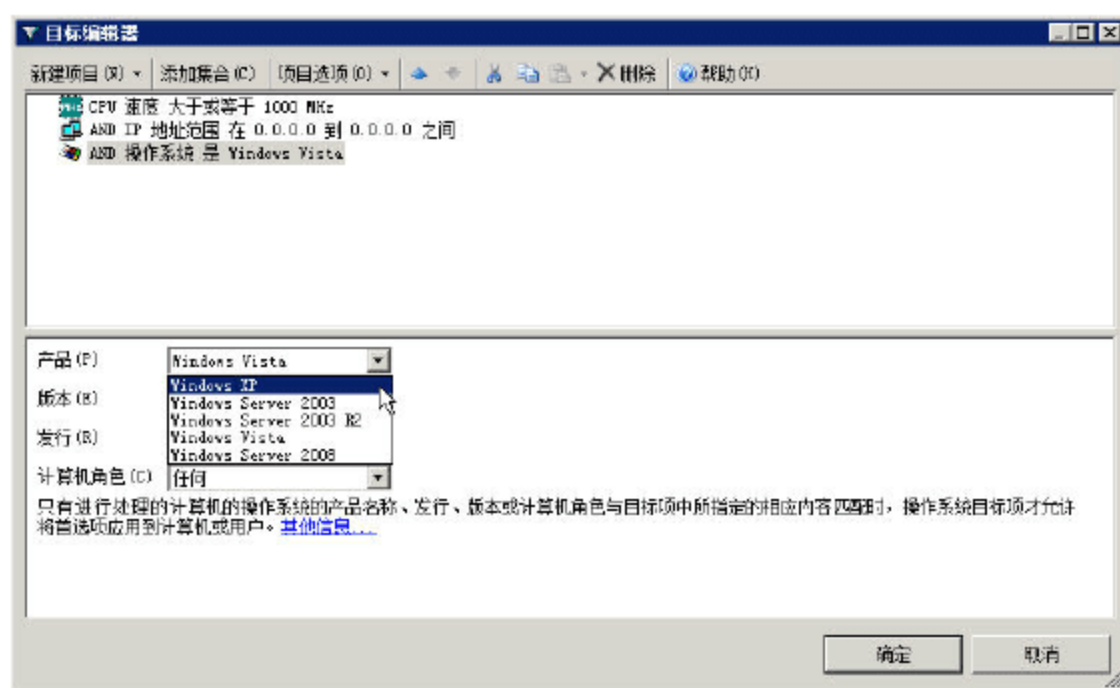 目标编辑器
新建项目(N) 添加集合(C) 项目选项(O) 删除 帮助(H)
CPU 速度 大于或等于 1000 MHz
AND IP 地址范围 在 0.0.0.0 到 0.0.0.0 之间
AND 操作系统 是 Windows Vista
产品(P) Windows Vista
Windows XP
版本(E) Windows Server 2003
Windows Server 2003 R2
发行(R) Windows Vista
Windows Server 2008
计算机角色(C) 任何
只有进行处理的计算机的操作系统的产品名称、发行、版本或计算机角色与目标项中所指定的相应内容匹配时，操作系统目标项才允许
将首选项应用到计算机或用户。其他信息...
确定 取消